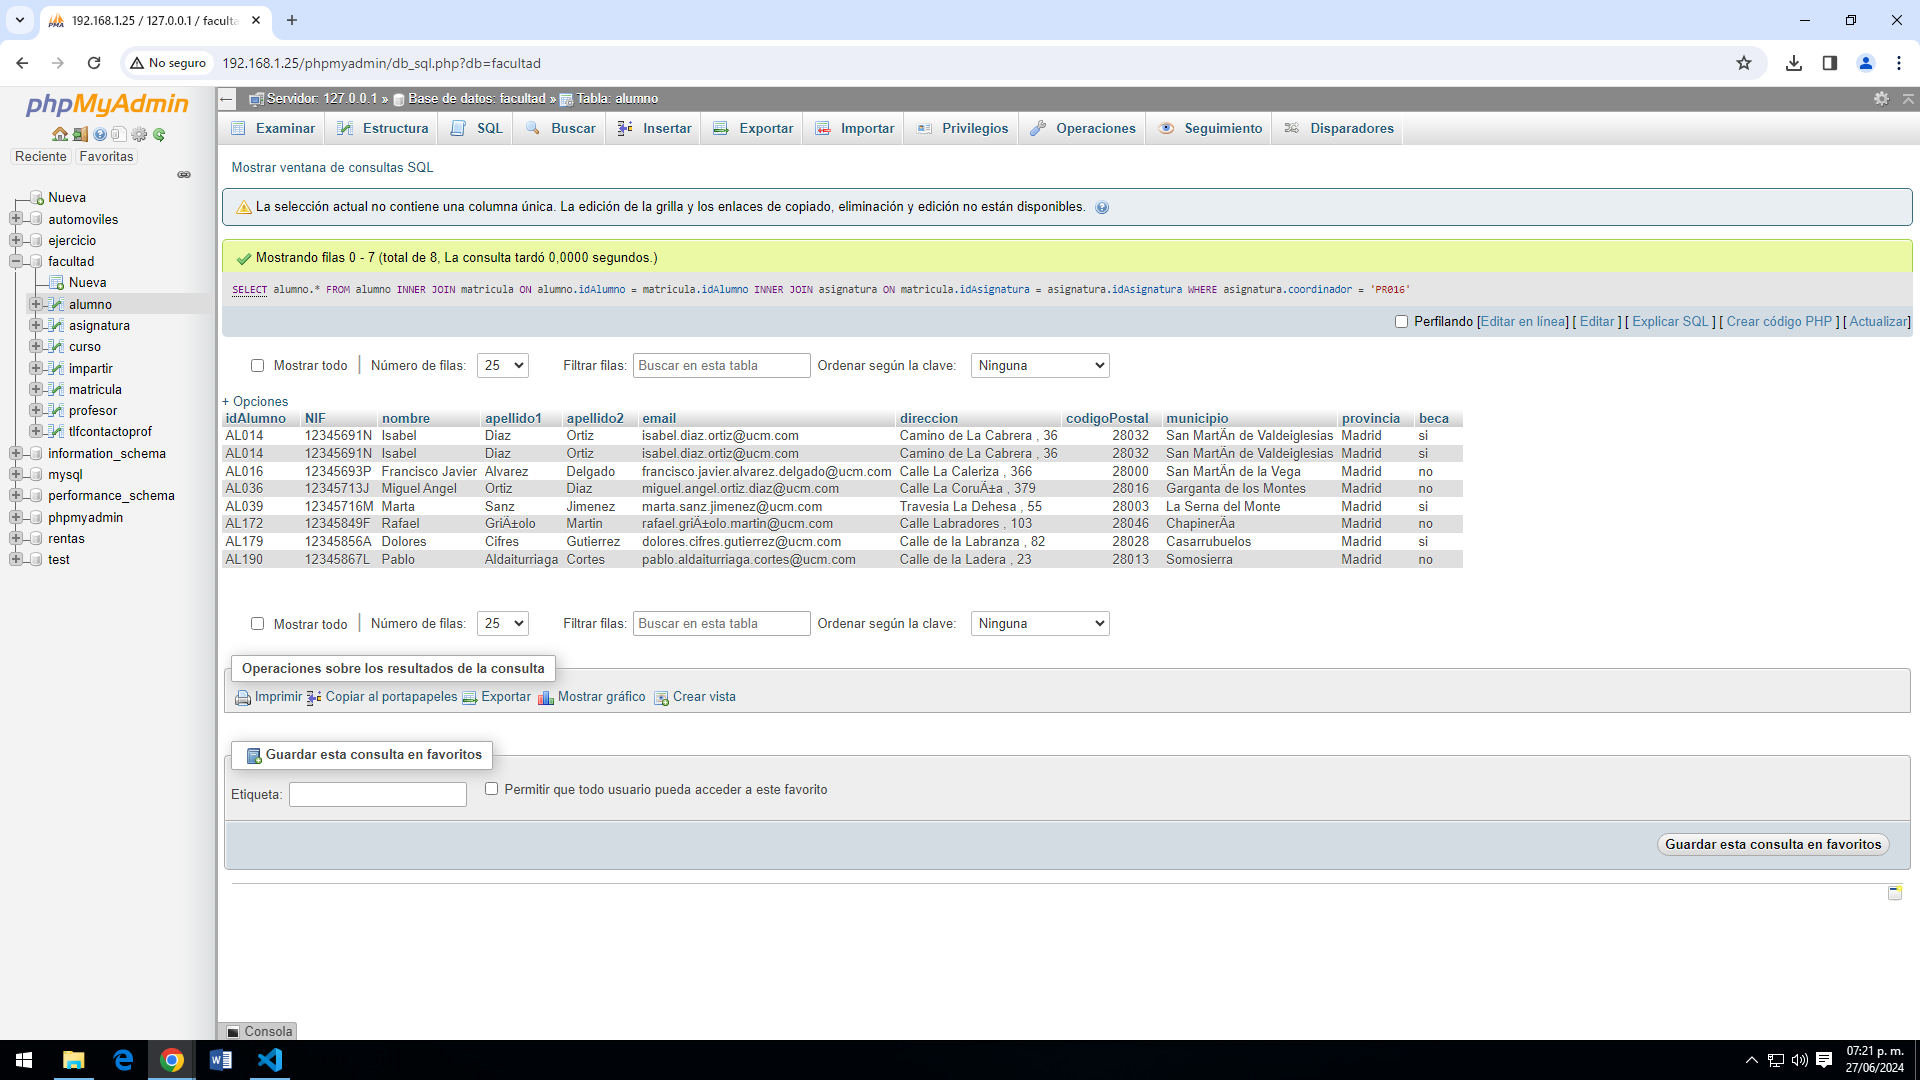 192.168.1.25 / 127.0.0.1 / faculta
No seguro
192.168.1.25/phpmyadmin/db_sql.php?db=facultad
phpMyAdmin
Reciente Favoritas
Nueva
automoviles
ejercicio
facultad
Nueva
alumno
asignatura
curso
impartir
matricula
profesor
tlfcontactoprof
information_schema
mysql
performance_schema
phpmyadmin
rentas
test
Servidor: 127.0.0.1 » Base de datos: facultad » Tabla: alumno
Examinar Estructura SQL Buscar Insertar Exportar Importar Privilegios Operaciones Seguimiento Disparadores
Mostrar ventana de consultas SQL
La selección actual no contiene una columna única. La edición de la grilla y los enlaces de copiado, eliminación y edición no están disponibles.
Mostrando filas 0 - 7 (total de 8, La consulta tardó 0,0000 segundos.)
SELECT alumno.* FROM alumno INNER JOIN matricula ON alumno.idAlumno = matricula.idAlumno INNER JOIN asignatura ON matricula.idAsignatura = asignatura.idAsignatura WHERE asignatura.coordinador = 'PR016'
Perfilando [Editar en línea] [ Editar ] [ Explicar SQL ] [ Crear código PHP ] [ Actualizar]
Mostrar todo | Número de filas: 25 Filtrar filas: Buscar en esta tabla Ordenar según la clave: Ninguna
+ Opciones
idAlumno NIF nombre apellido1 apellido2 email direccion codigoPostal municipio provincia beca
AL014 12345691N Isabel Diaz Ortiz isabel.diaz.ortiz@ucm.com Camino de La Cabrera , 36 28032 San MartÃn de Valdeiglesias Madrid si
AL014 12345691N Isabel Diaz Ortiz isabel.diaz.ortiz@ucm.com Camino de La Cabrera , 36 28032 San MartÃn de Valdeiglesias Madrid si
AL016 12345693P Francisco Javier Alvarez Delgado francisco.javier.alvarez.delgado@ucm.com Calle La Caleriza , 366 28000 San MartÃn de la Vega Madrid no
AL036 12345713J Miguel Angel Ortiz Diaz miguel.angel.ortiz.diaz@ucm.com Calle La CoruÃ±a , 379 28016 Garganta de los Montes Madrid no
AL039 12345716M Marta Sanz Jimenez marta.sanz.jimenez@ucm.com Travesia La Dehesa , 55 28003 La Serna del Monte Madrid si
AL172 12345849F Rafael GriÃ±olo Martin rafael.griÃ±olo.martin@ucm.com Calle Labradores , 103 28046 ChapinerÃa Madrid no
AL179 12345856A Dolores Cifres Gutierrez dolores.cifres.gutierrez@ucm.com Calle de la Labranza , 82 28028 Casarrubuelos Madrid si
AL190 12345867L Pablo Aldaiturriaga Cortes pablo.aldaiturriaga.cortes@ucm.com Calle de la Ladera , 23 28013 Somosierra Madrid no
Mostrar todo | Número de filas: 25 Filtrar filas: Buscar en esta tabla Ordenar según la clave: Ninguna
Operaciones sobre los resultados de la consulta
Imprimir Copiar al portapapeles Exportar Mostrar gráfico Crear vista
Guardar esta consulta en favoritos
Etiqueta: Permitir que todo usuario pueda acceder a este favorito
Guardar esta consulta en favoritos
Consola
07:21 p. m.
27/06/2024